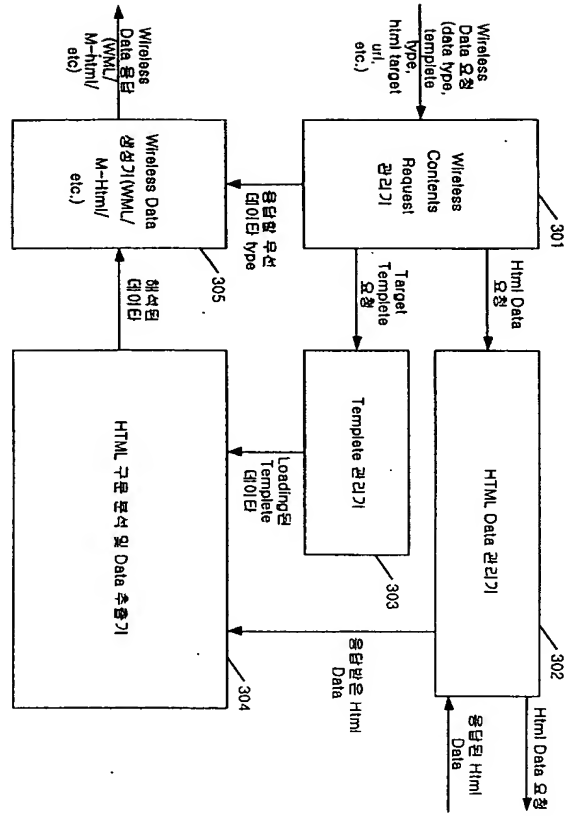 Html Data 요청
응답된 Html
Data
302
HTML Data 관리기
301
Html Data
요청
Wireless
Data 요청
(data type,
templete
type,
html target
url,
etc.)
Wireless
Contents
Request
관리기
Target
Templete
요청
303
Templete 관리기
응답받은 Html
Data
응답할 무선
데이타 type
Loading된
Templete
데이타
305
Wireless Data
생성기(WML/
M-Html/
etc.)
해석된
데이타
304
HTML 구문 분석 및 Data 추출기
Wireless
Data 응답
(WML/
M-html/
etc)